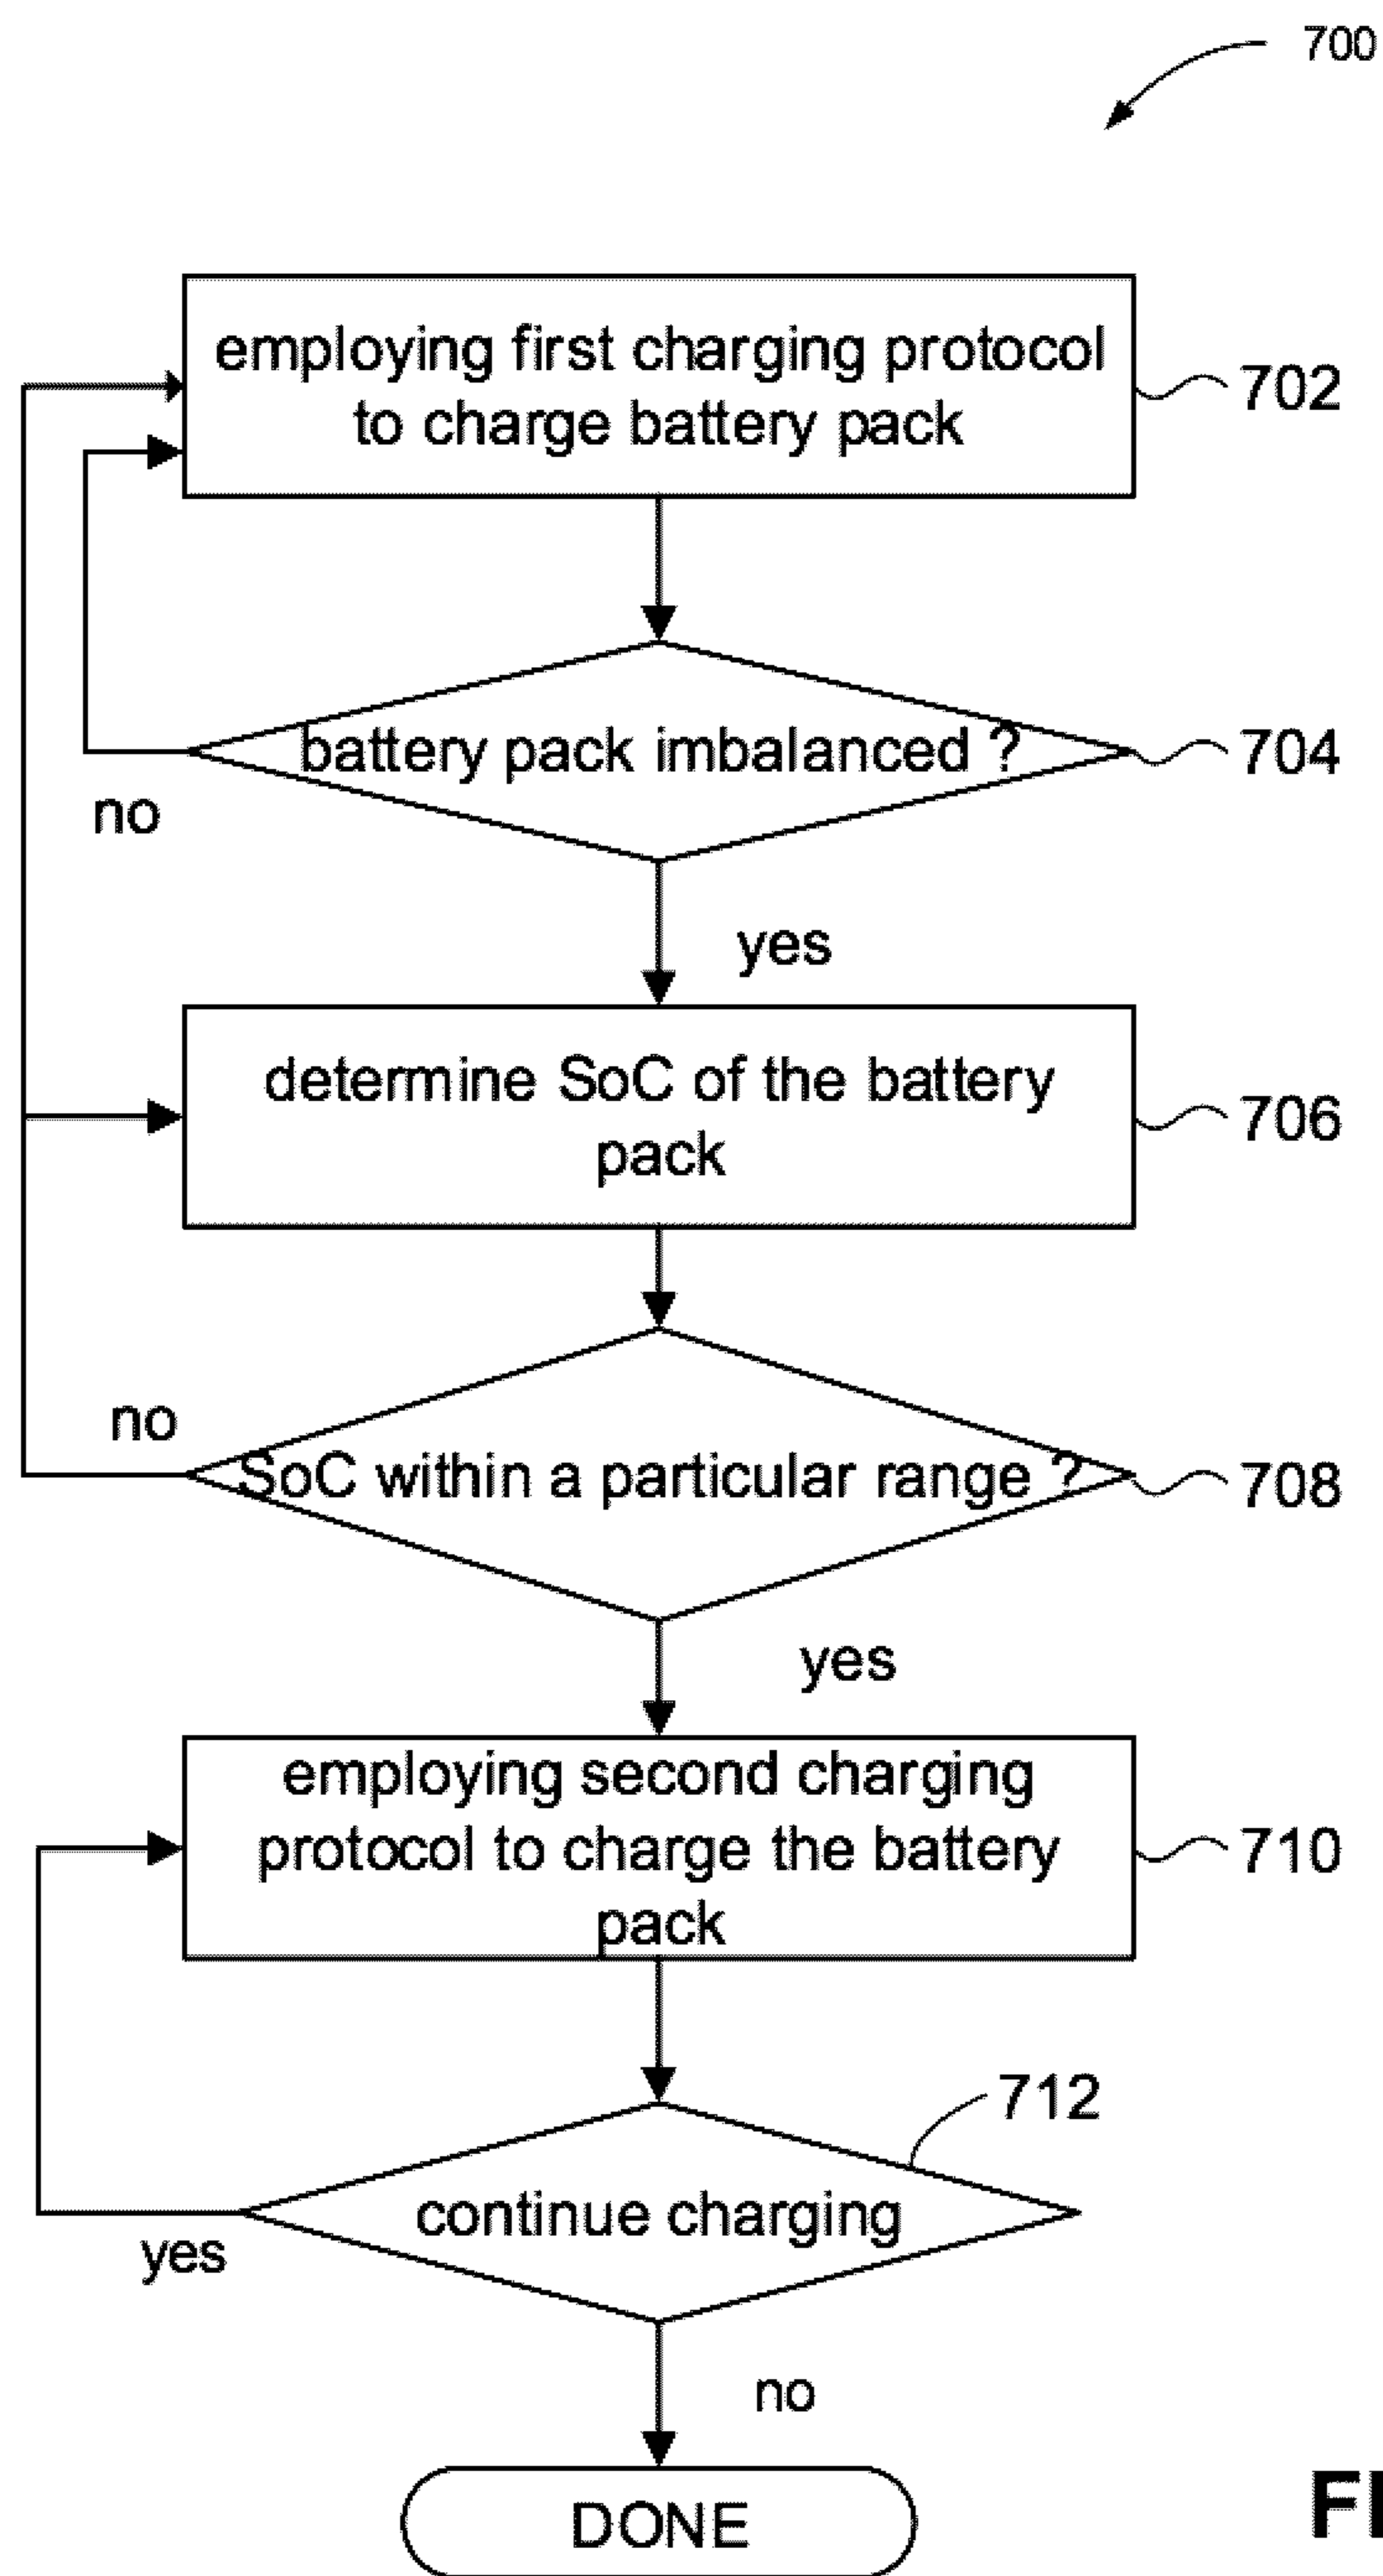 700
employing first charging protocol
to charge battery pack
702
battery pack imbalanced ?
704
no
yes
determine SoC of the battery
pack
706
no
SoC within a particular range ?
708
yes
employing second charging
protocol to charge the battery
pack
710
712
continue charging
yes
no
DONE